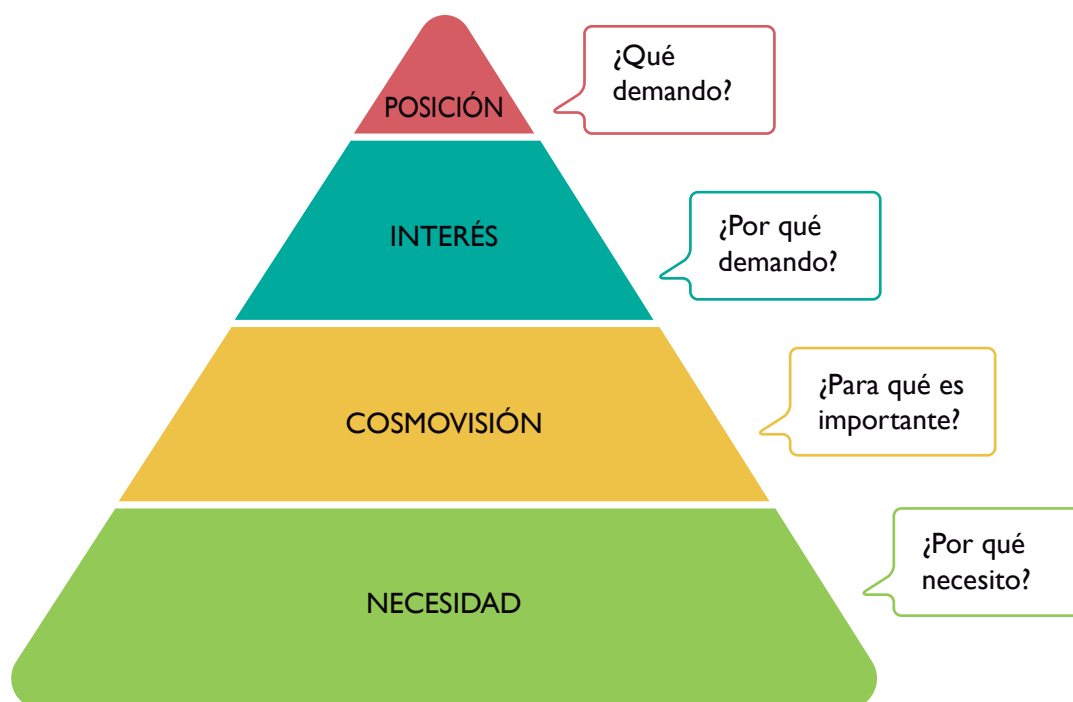 POSICIÓN
¿Qué
demando?
INTERÉS
¿Por qué
demando?
COSMOVISIÓN
¿Para qué es
importante?
NECESIDAD
¿Por qué
necesito?